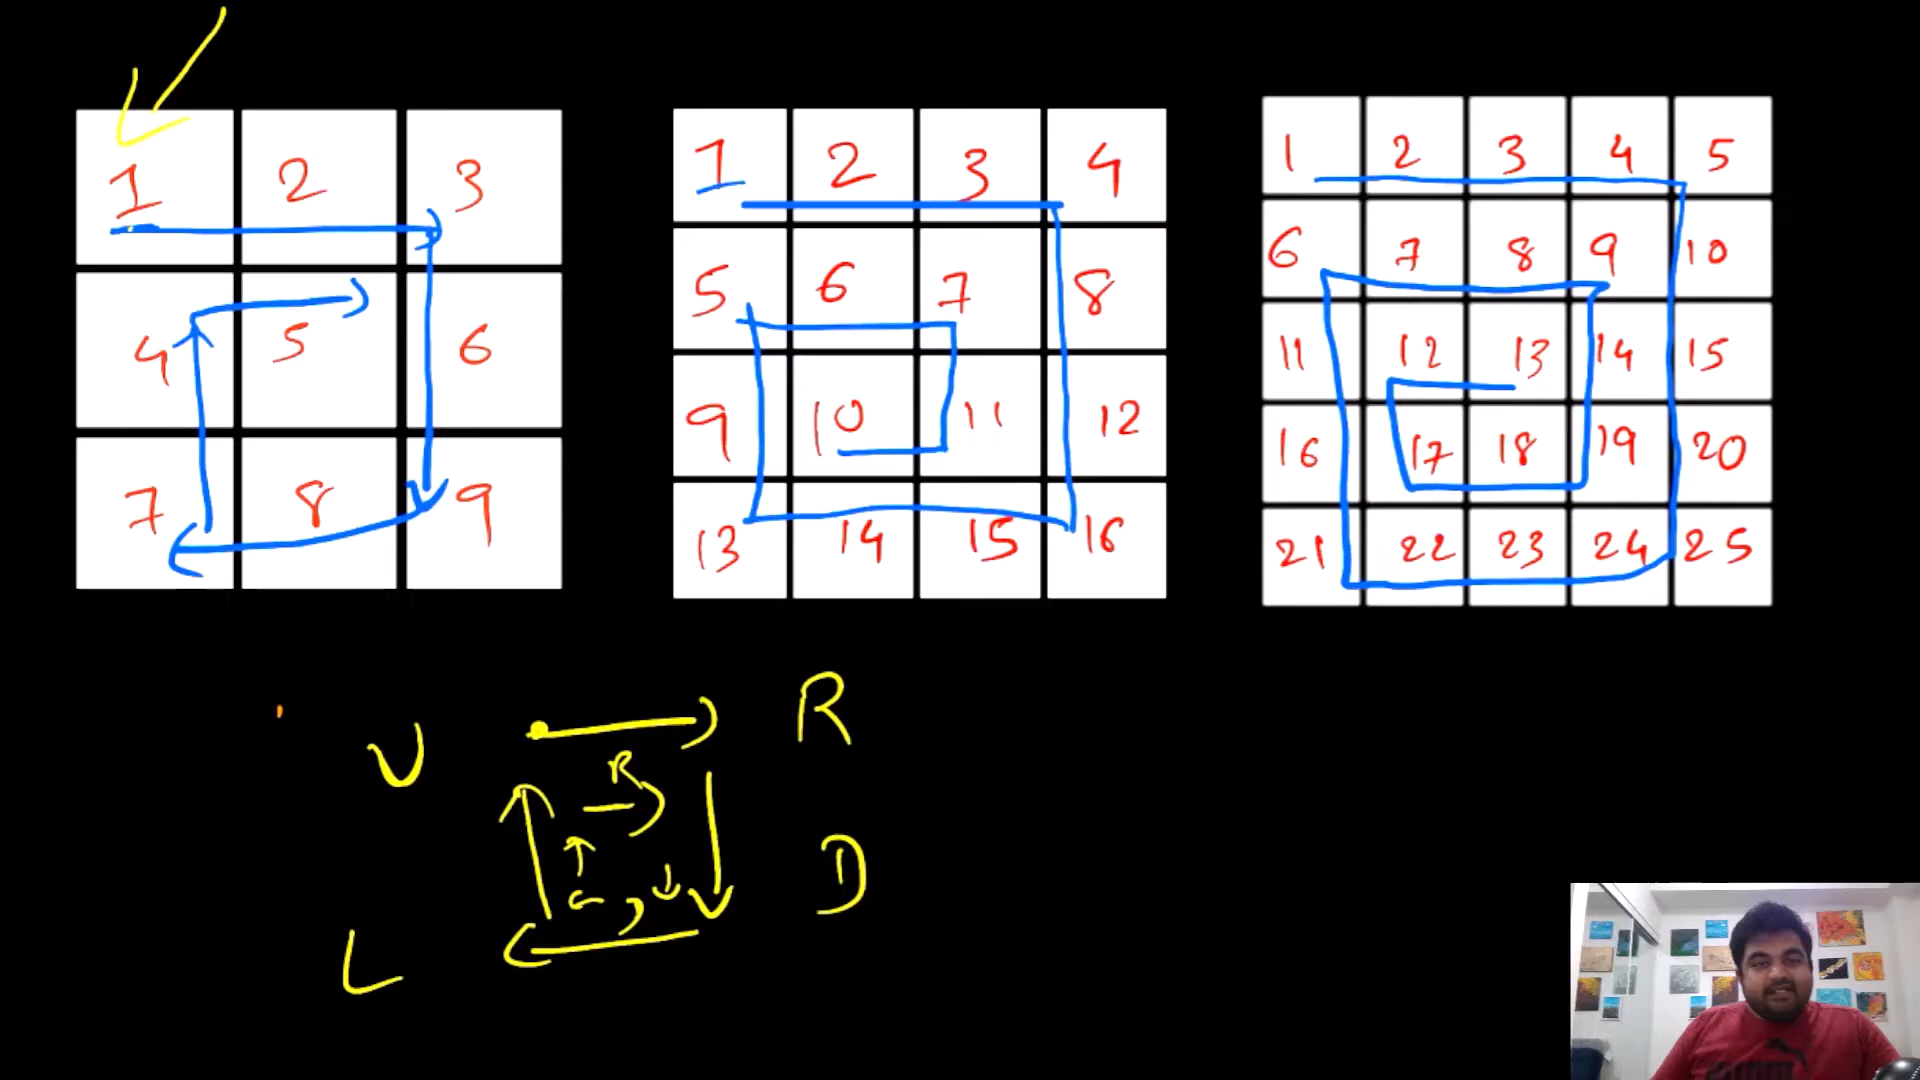 1 2 3
4 5 6
7 8 9
1 2 3 4
5 6 7 8
9 10 11 12
13 14 15 16
1 2 3 4 5
6 7 8 9 10
11 12 13 14 15
16 17 18 19 20
21 22 23 24 25
U R
R
D
L